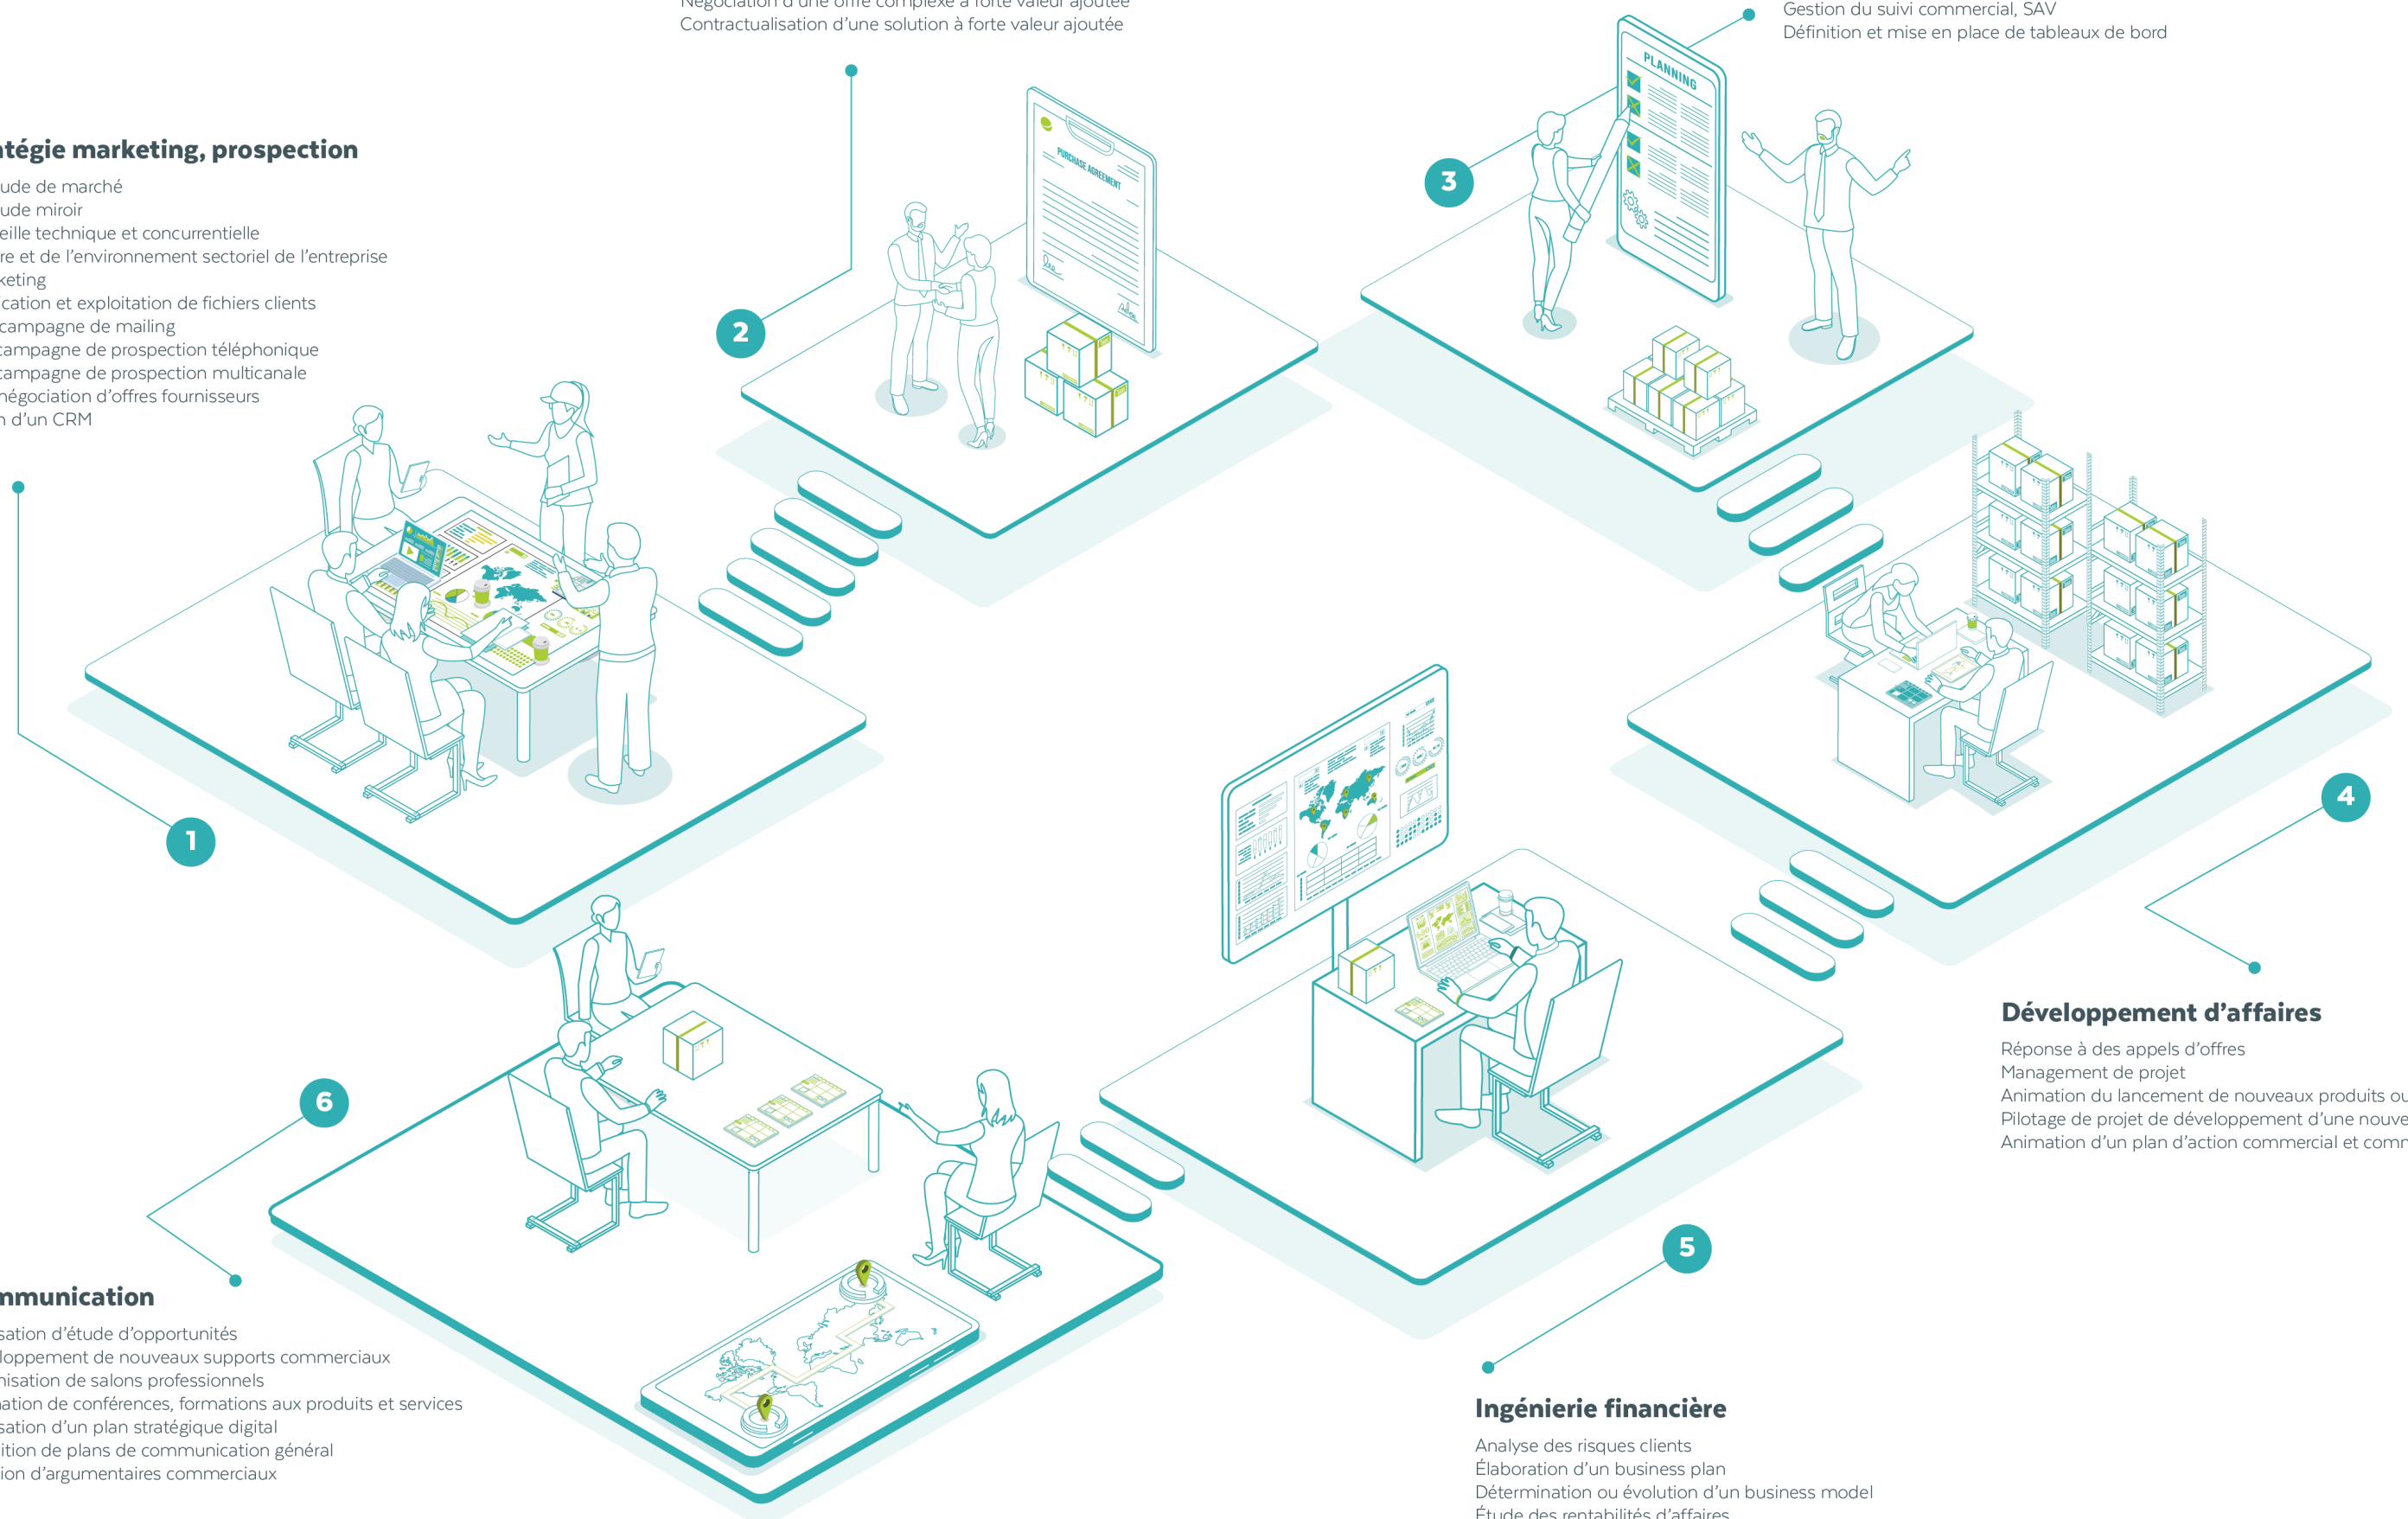 Négociation d'une offre complexe à forte valeur ajoutée
Contractualisation d'une solution à forte valeur ajoutée
Gestion du suivi commercial, SAV
Définition et mise en place de tableaux de bord
PLANNING
PURCHASE AGREEMENT
3
2
tégie marketing, prospection
ude de marché
ude miroir
eille technique et concurrentielle
re et de l'environnement sectoriel de l'entreprise
keting
cation et exploitation de fichiers clients
campagne de mailing
campagne de prospection téléphonique
campagne de prospection multicanale
négociation d'offres fournisseurs
d'un CRM
1
4
Développement d'affaires
Réponse à des appels d'offres
Management de projet
Animation du lancement de nouveaux produits ou
Pilotage de projet de développement d'une nouve
Animation d'un plan d'action commercial et com
6
mmunication
sation d'étude d'opportunités
loppement de nouveaux supports commerciaux
nisation de salons professionnels
ation de conférences, formations aux produits et services
sation d'un plan stratégique digital
ition de plans de communication général
ion d'argumentaires commerciaux
5
Ingénierie financière
Analyse des risques clients
Élaboration d'un business plan
Détermination ou évolution d'un business model
Étude des rentabilités d'affaires